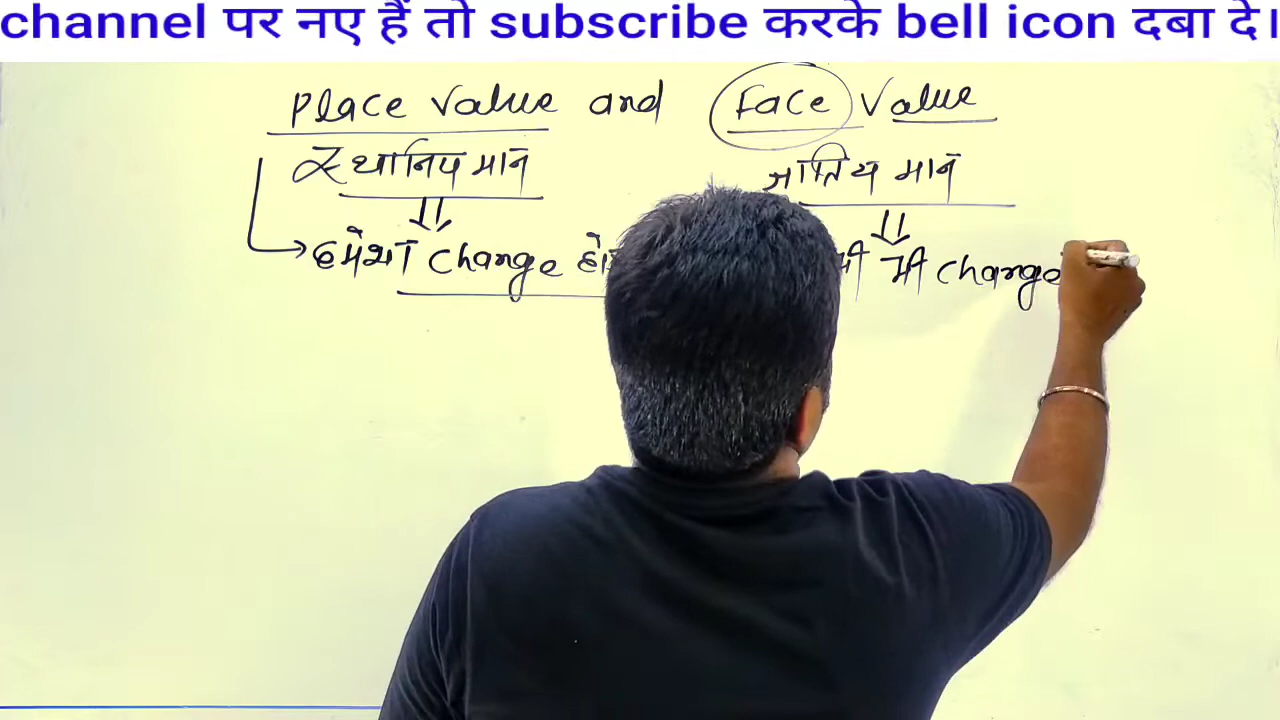 channel पर नए हैं तो subscribe करके bell icon दबा दे।
Place Value and Face Value
स्थानिय मान जातिय मान
हमेशा change भी change